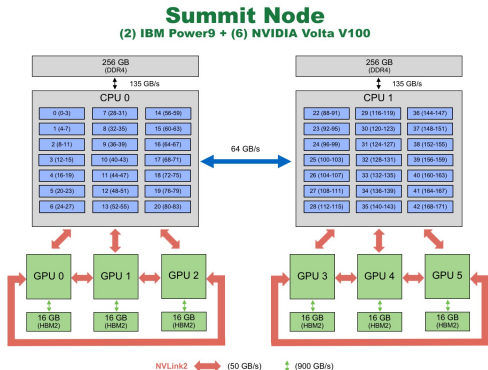 Summit Node
(2) IBM Power9 + (6) NVIDIA Volta V100
256 GB
(DDR4)
135 GB/s
CPU 0
0 (0-3) 7 (28-31) 14 (56-59)
1 (4-7) 8 (32-35) 15 (60-63)
2 (8-11) 9 (36-39) 16 (64-67)
3 (12-15) 10 (40-43) 17 (68-71)
4 (16-19) 11 (44-47) 18 (72-75)
5 (20-23) 12 (48-51) 19 (76-79)
6 (24-27) 13 (52-55) 20 (80-83)
64 GB/s
256 GB
(DDR4)
135 GB/s
CPU 1
22 (88-91) 29 (116-119) 36 (144-147)
23 (92-95) 30 (120-123) 37 (148-151)
24 (96-99) 31 (124-127) 38 (152-155)
25 (100-103) 32 (128-131) 39 (156-159)
26 (104-107) 33 (132-135) 40 (160-163)
27 (108-111) 34 (136-139) 41 (164-167)
28 (112-115) 35 (140-143) 42 (168-171)
GPU 0 GPU 1 GPU 2
16 GB 16 GB 16 GB
(HBM2) (HBM2) (HBM2)
GPU 3 GPU 4 GPU 5
16 GB 16 GB 16 GB
(HBM2) (HBM2) (HBM2)
NVLink2 (50 GB/s) (900 GB/s)